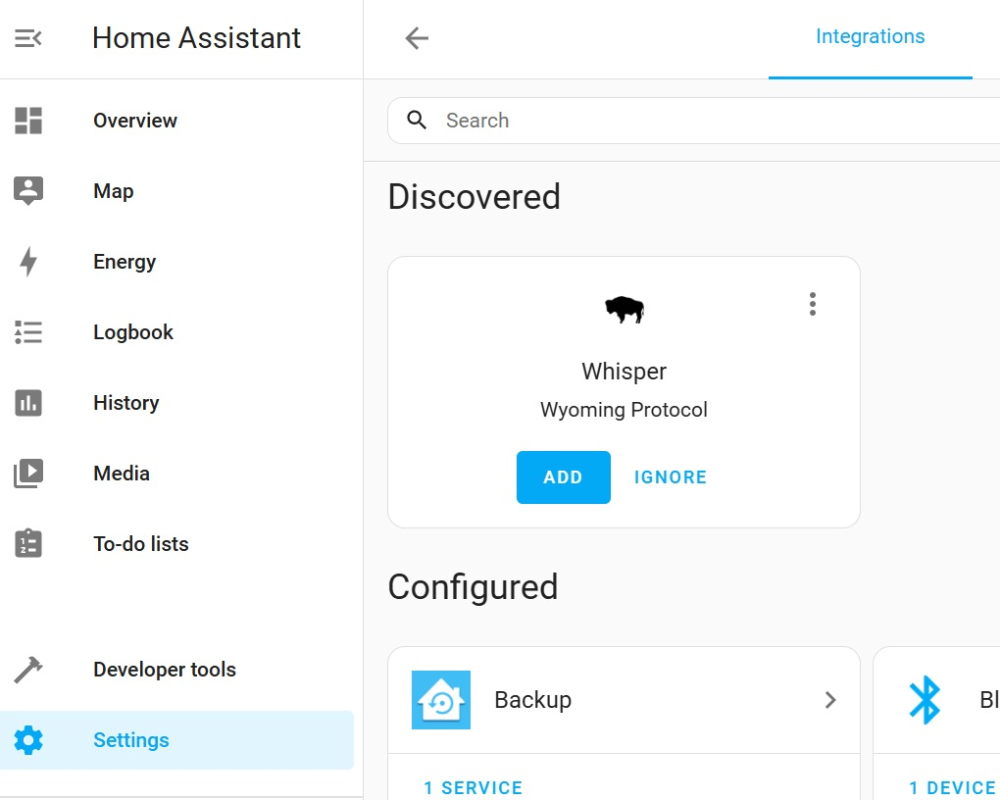 Home Assistant
Overview
Map
Energy
Logbook
History
Media
To-do lists
Developer tools
Settings
Integrations
Search
Discovered
Whisper
Wyoming Protocol
ADD IGNORE
Configured
Backup
1 SERVICE
Bl
1 DEVICE